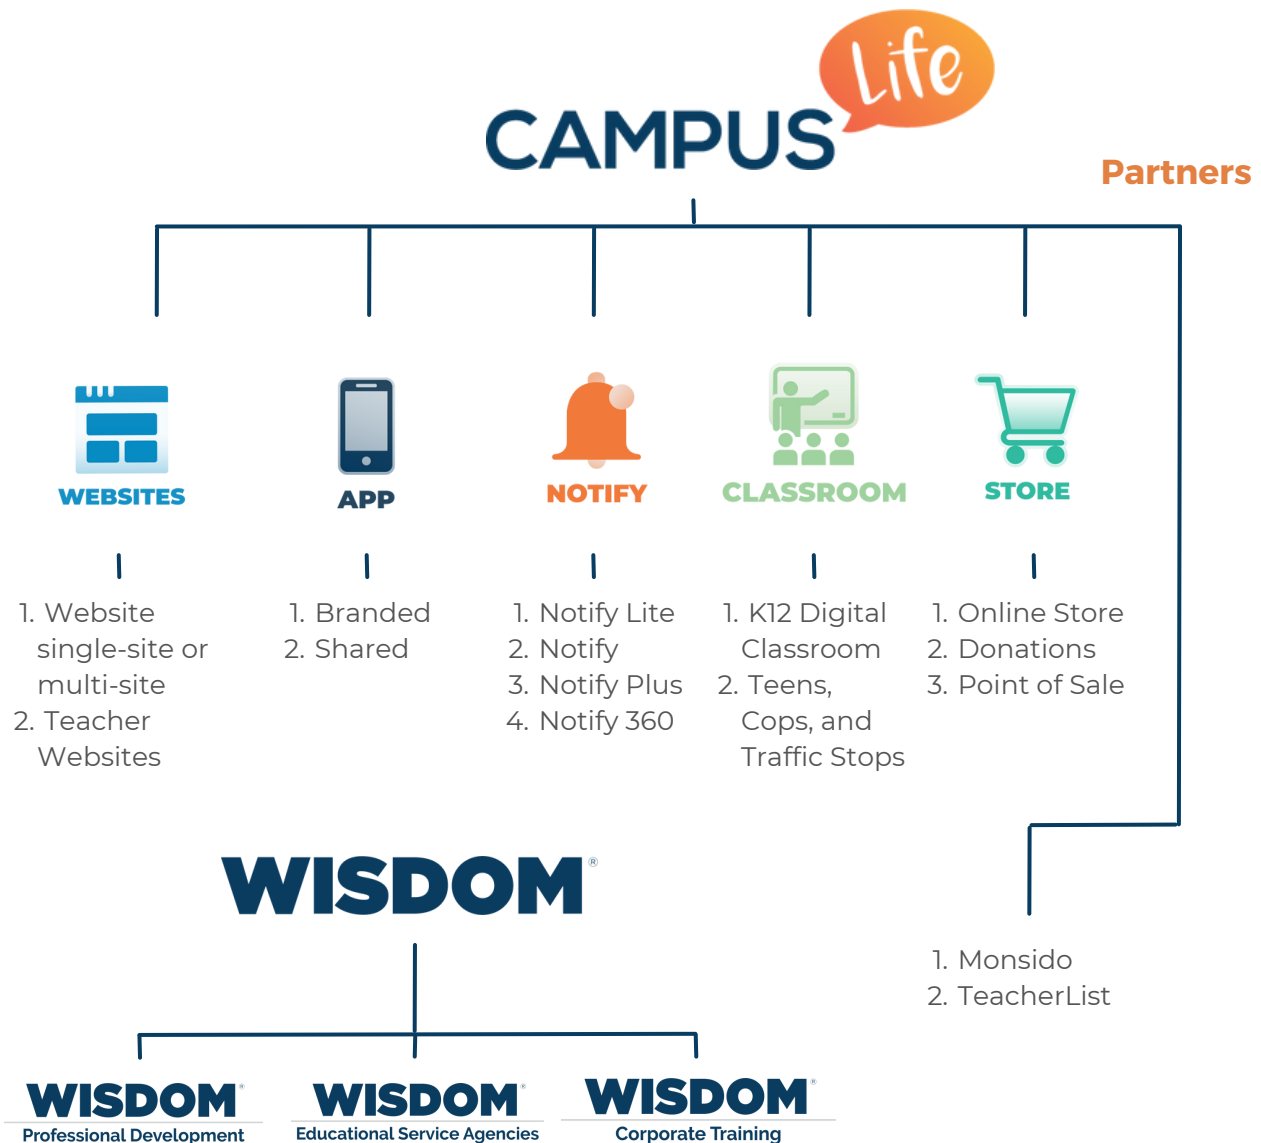 Life
CAMPUS
Partners
WEBSITES
APP
NOTIFY
CLASSROOM
STORE
1. Website
single-site or
multi-site
2. Teacher
Websites
1. Branded
2. Shared
1. Notify Lite
2. Notify
3. Notify Plus
4. Notify 360
1. K12 Digital
Classroom
2. Teens,
Cops, and
Traffic Stops
1. Online Store
2. Donations
3. Point of Sale
WISDOM®
1. Monsido
2. TeacherList
WISDOM®
Professional Development
WISDOM®
Educational Service Agencies
WISDOM®
Corporate Training